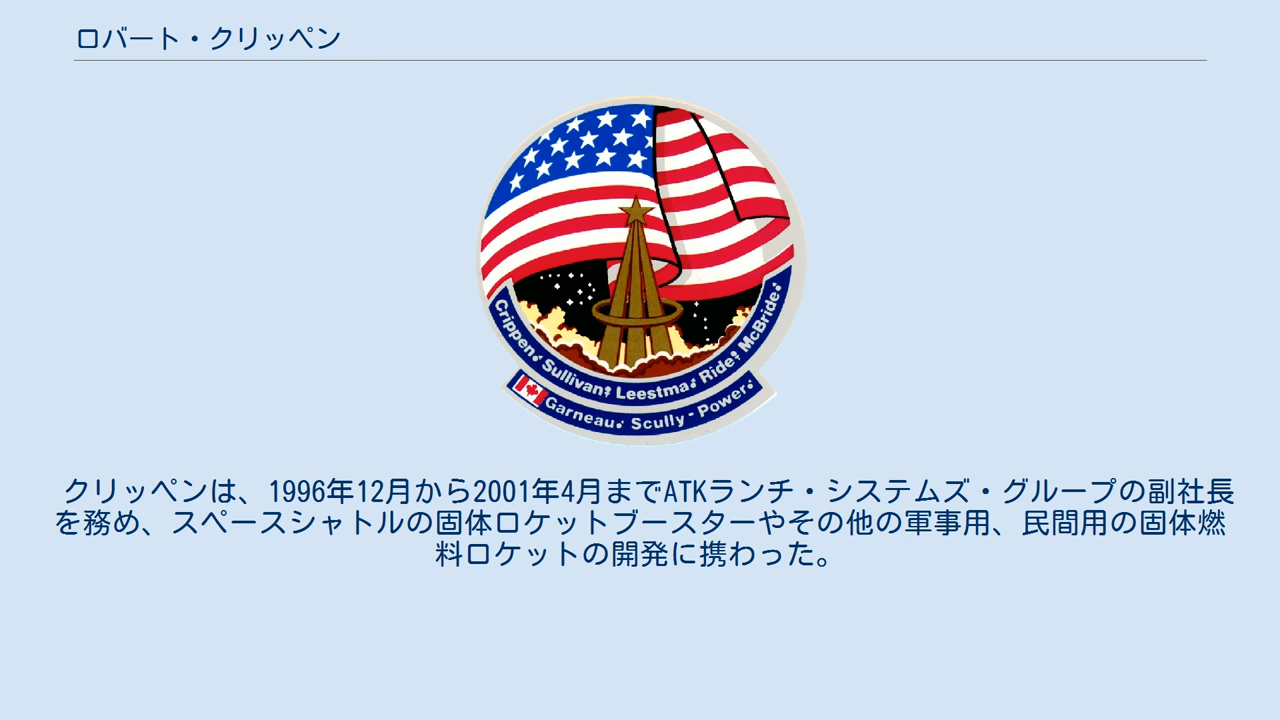 ロバート・クリッペン
Crippen♂ Sullivan♀ Leestma♂ Ride♀ McBride♂
Garneau♂ Scully-Power♂
クリッペンは、1996年12月から2001年4月までATKランチ・システムズ・グループの副社長
を務め、スペースシャトルの固体ロケットブースターやその他の軍事用、民間用の固体燃
料ロケットの開発に携わった。